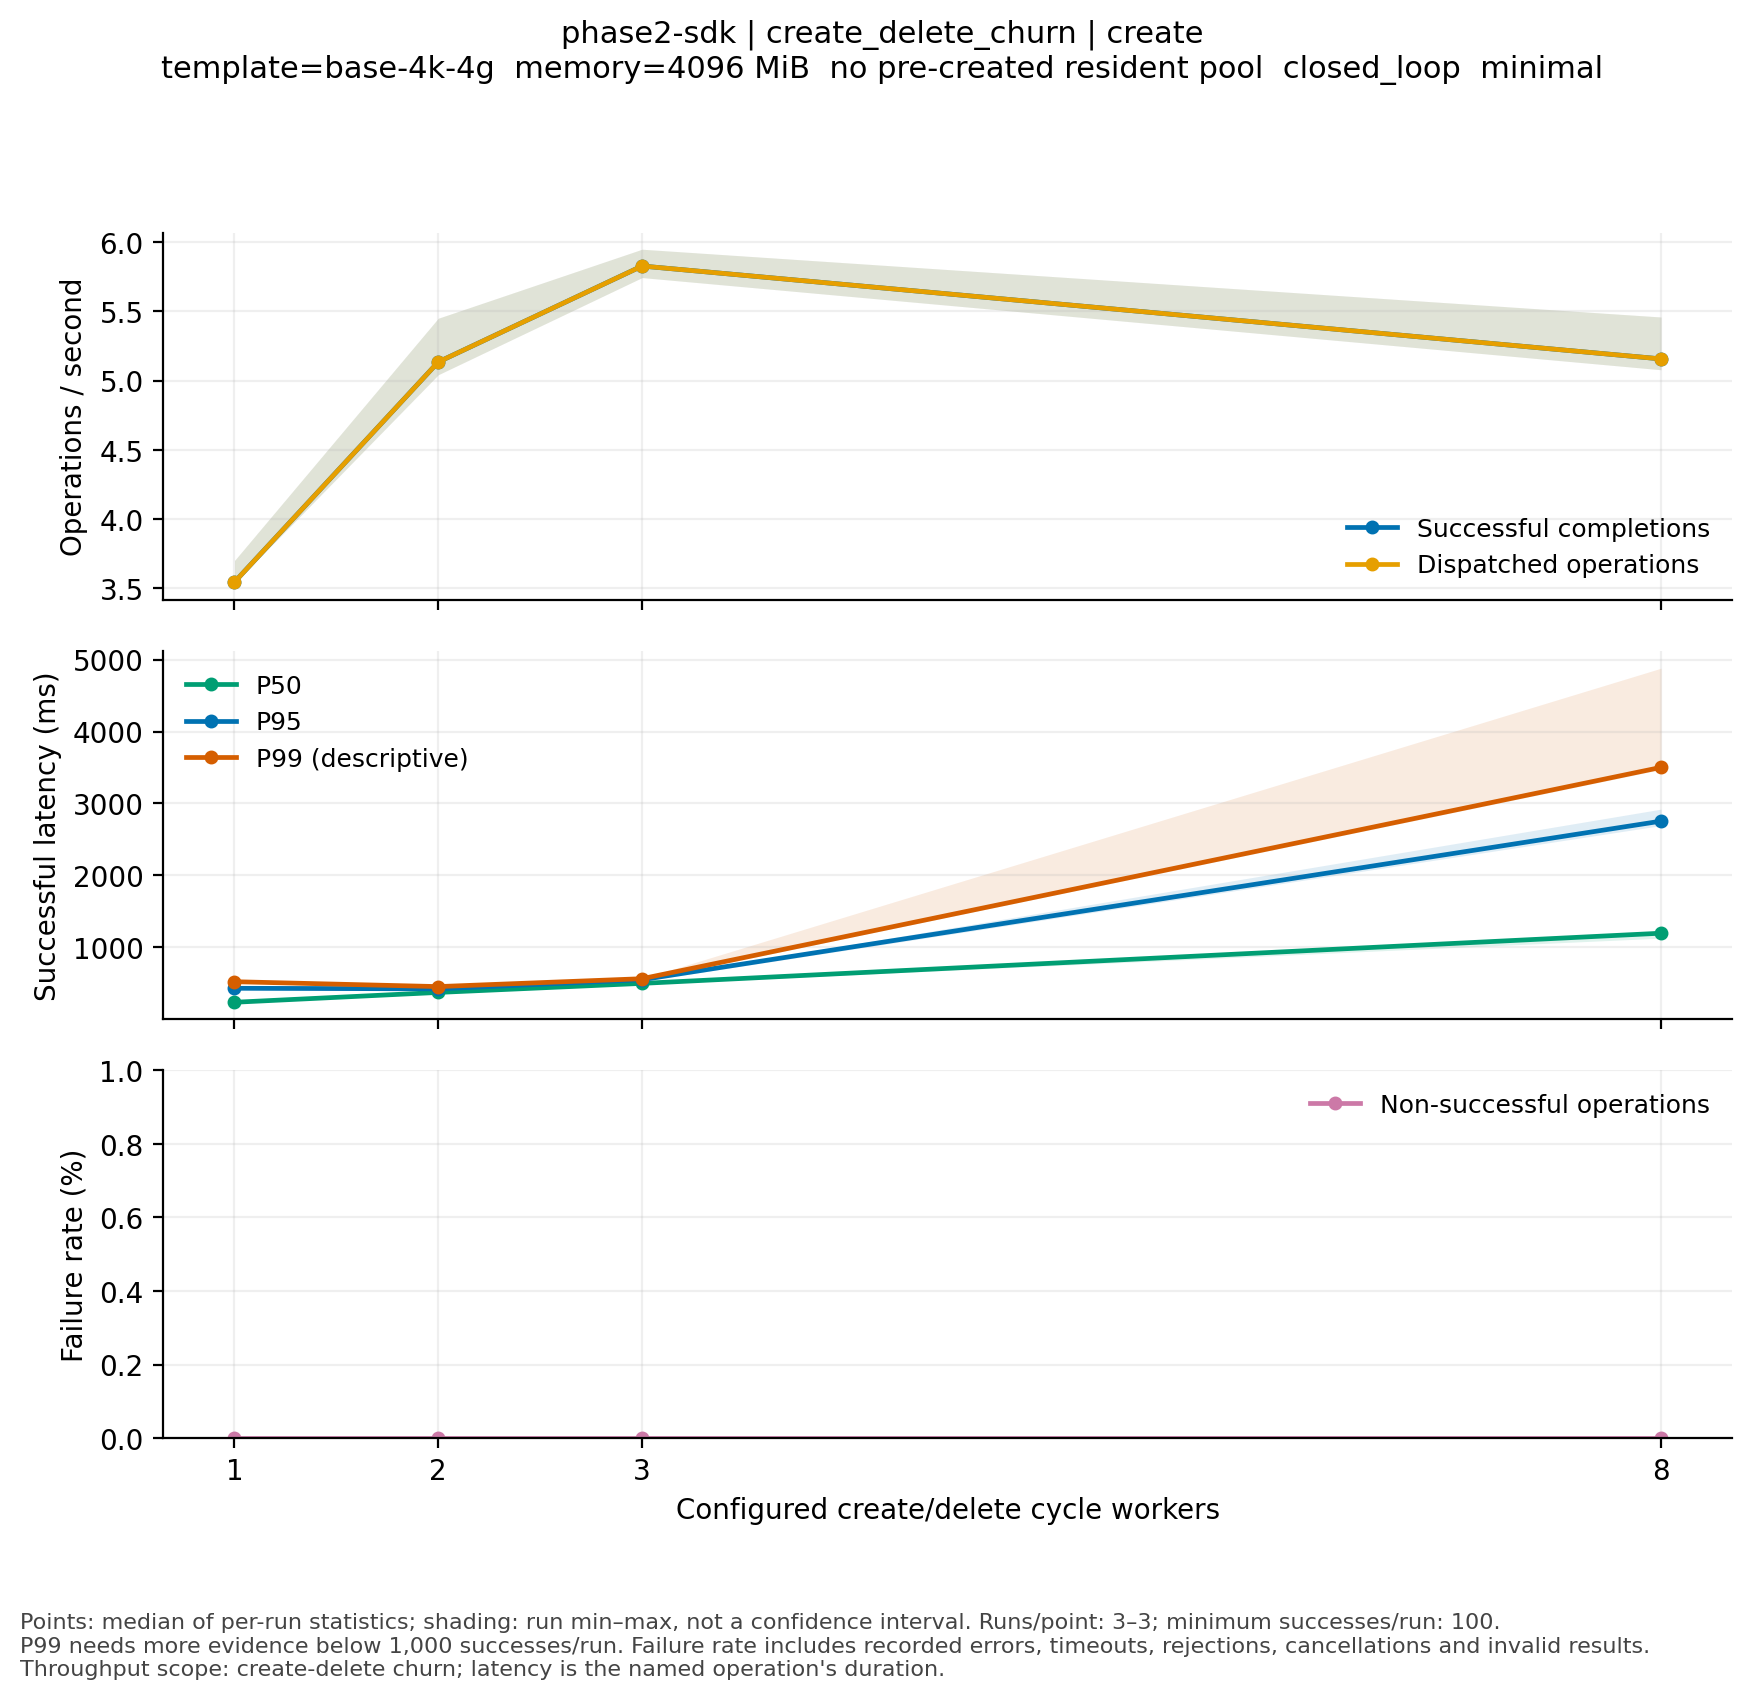 phase2-sdk | create_delete_churn | create
template=base-4k-4g  memory=4096 MiB  no pre-created resident pool  closed_loop  minimal
6.0
5.5
5.0
4.5
4.0
3.5
Operations / second
Successful completions
Dispatched operations
5000
4000
3000
2000
1000
Successful latency (ms)
P50
P95
P99 (descriptive)
1.0
0.8
0.6
0.4
0.2
0.0
Failure rate (%)
Non-successful operations
1
2
3
8
Configured create/delete cycle workers
Points: median of per-run statistics; shading: run min–max, not a confidence interval. Runs/point: 3–3; minimum successes/run: 100.
P99 needs more evidence below 1,000 successes/run. Failure rate includes recorded errors, timeouts, rejections, cancellations and invalid results.
Throughput scope: create-delete churn; latency is the named operation's duration.